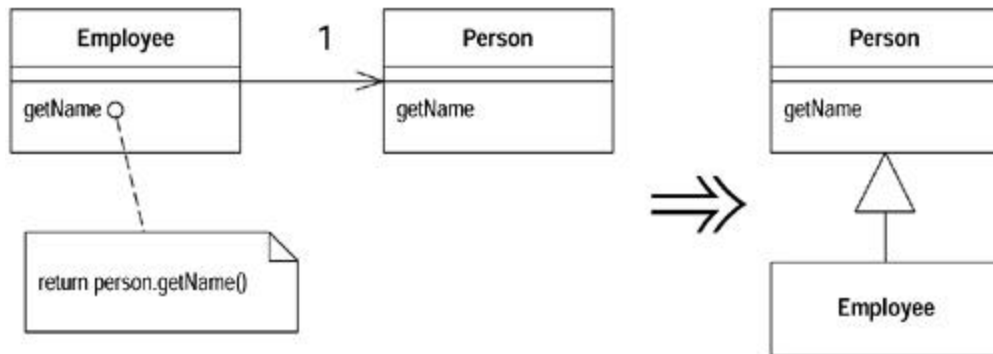 Employee
1
Person
Person
getName
getName
getName
return person.getName()
Employee